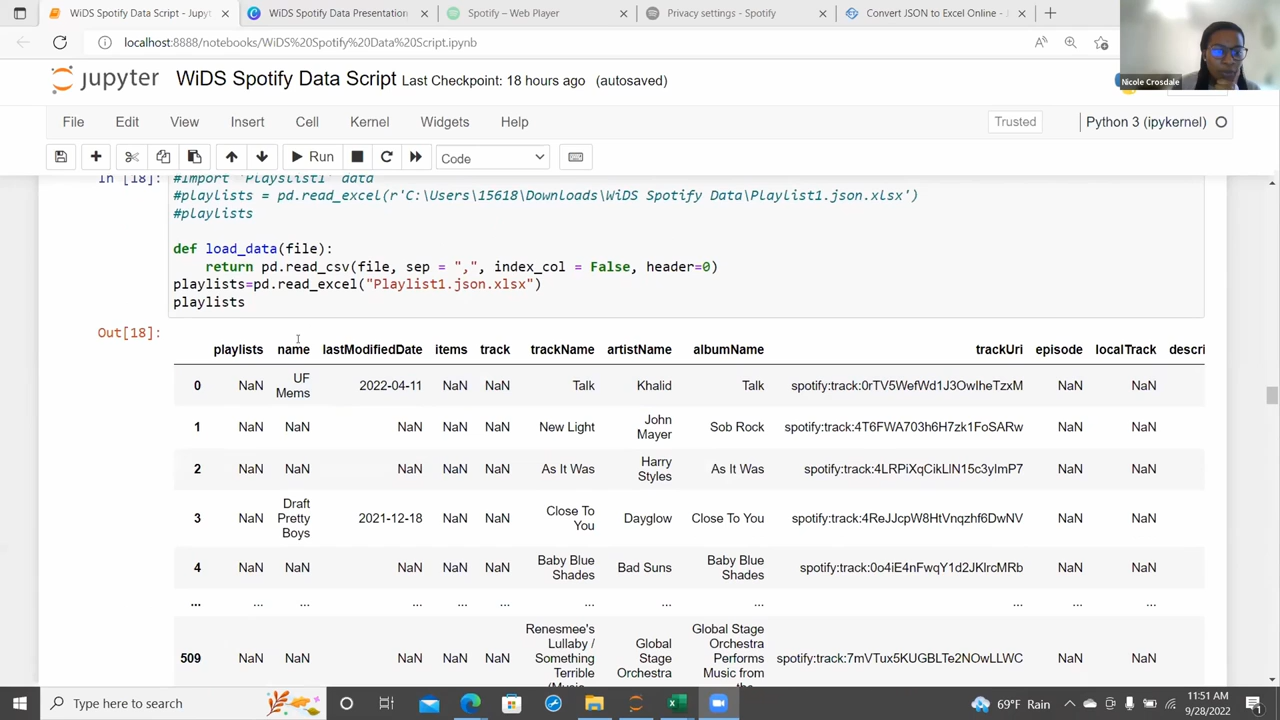 WiDS Spotify Data Script - Jupyt
WiDS Spotify Data Presentation
Spotify – Web Player
Privacy settings - Spotify
Convert JSON to Excel Online -
localhost:8888/notebooks/WiDS%20Spotify%20Data%20Script.ipynb
Nicole Crosdale
jupyter WiDS Spotify Data Script Last Checkpoint: 18 hours ago (autosaved)
File Edit View Insert Cell Kernel Widgets Help Trusted Python 3 (ipykernel)
Run Code
In [18]: #Import 'Playslist1' data
#playlists = pd.read_excel(r'C:\Users\15618\Downloads\WiDS Spotify Data\Playlist1.json.xlsx')
#playlists
def load_data(file):
return pd.read_csv(file, sep = ",", index_col = False, header=0)
playlists=pd.read_excel("Playlist1.json.xlsx")
playlists
Out[18]:
playlists name lastModifiedDate items track trackName artistName albumName trackUri episode localTrack descri
0 NaN UF Mems 2022-04-11 NaN NaN Talk Khalid Talk spotify:track:0rTV5WefWd1J3OwIheTzxM NaN NaN
1 NaN NaN NaN NaN NaN New Light John Mayer Sob Rock spotify:track:4T6FWA703h6H7zk1FoSARw NaN NaN
2 NaN NaN NaN NaN NaN As It Was Harry Styles As It Was spotify:track:4LRPiXqCikLlN15c3yImP7 NaN NaN
3 NaN Draft Pretty Boys 2021-12-18 NaN NaN Close To You Dayglow Close To You spotify:track:4ReJJcpW8HtVnqzhf6DwNV NaN NaN
4 NaN NaN NaN NaN NaN Baby Blue Shades Bad Suns Baby Blue Shades spotify:track:0o4iE4nFwqY1d2JKlrcMRb NaN NaN
... ... ... ... ... ... ... ... ... ... ... ...
509 NaN NaN NaN NaN NaN Renesmee's Lullaby / Something Terrible (Music Global Stage Orchestra Global Stage Orchestra Performs Music from the... spotify:track:7mVTux5KUGBLTe2NOwLLWC NaN NaN
Type here to search
69°F Rain
11:51 AM
9/28/2022
1